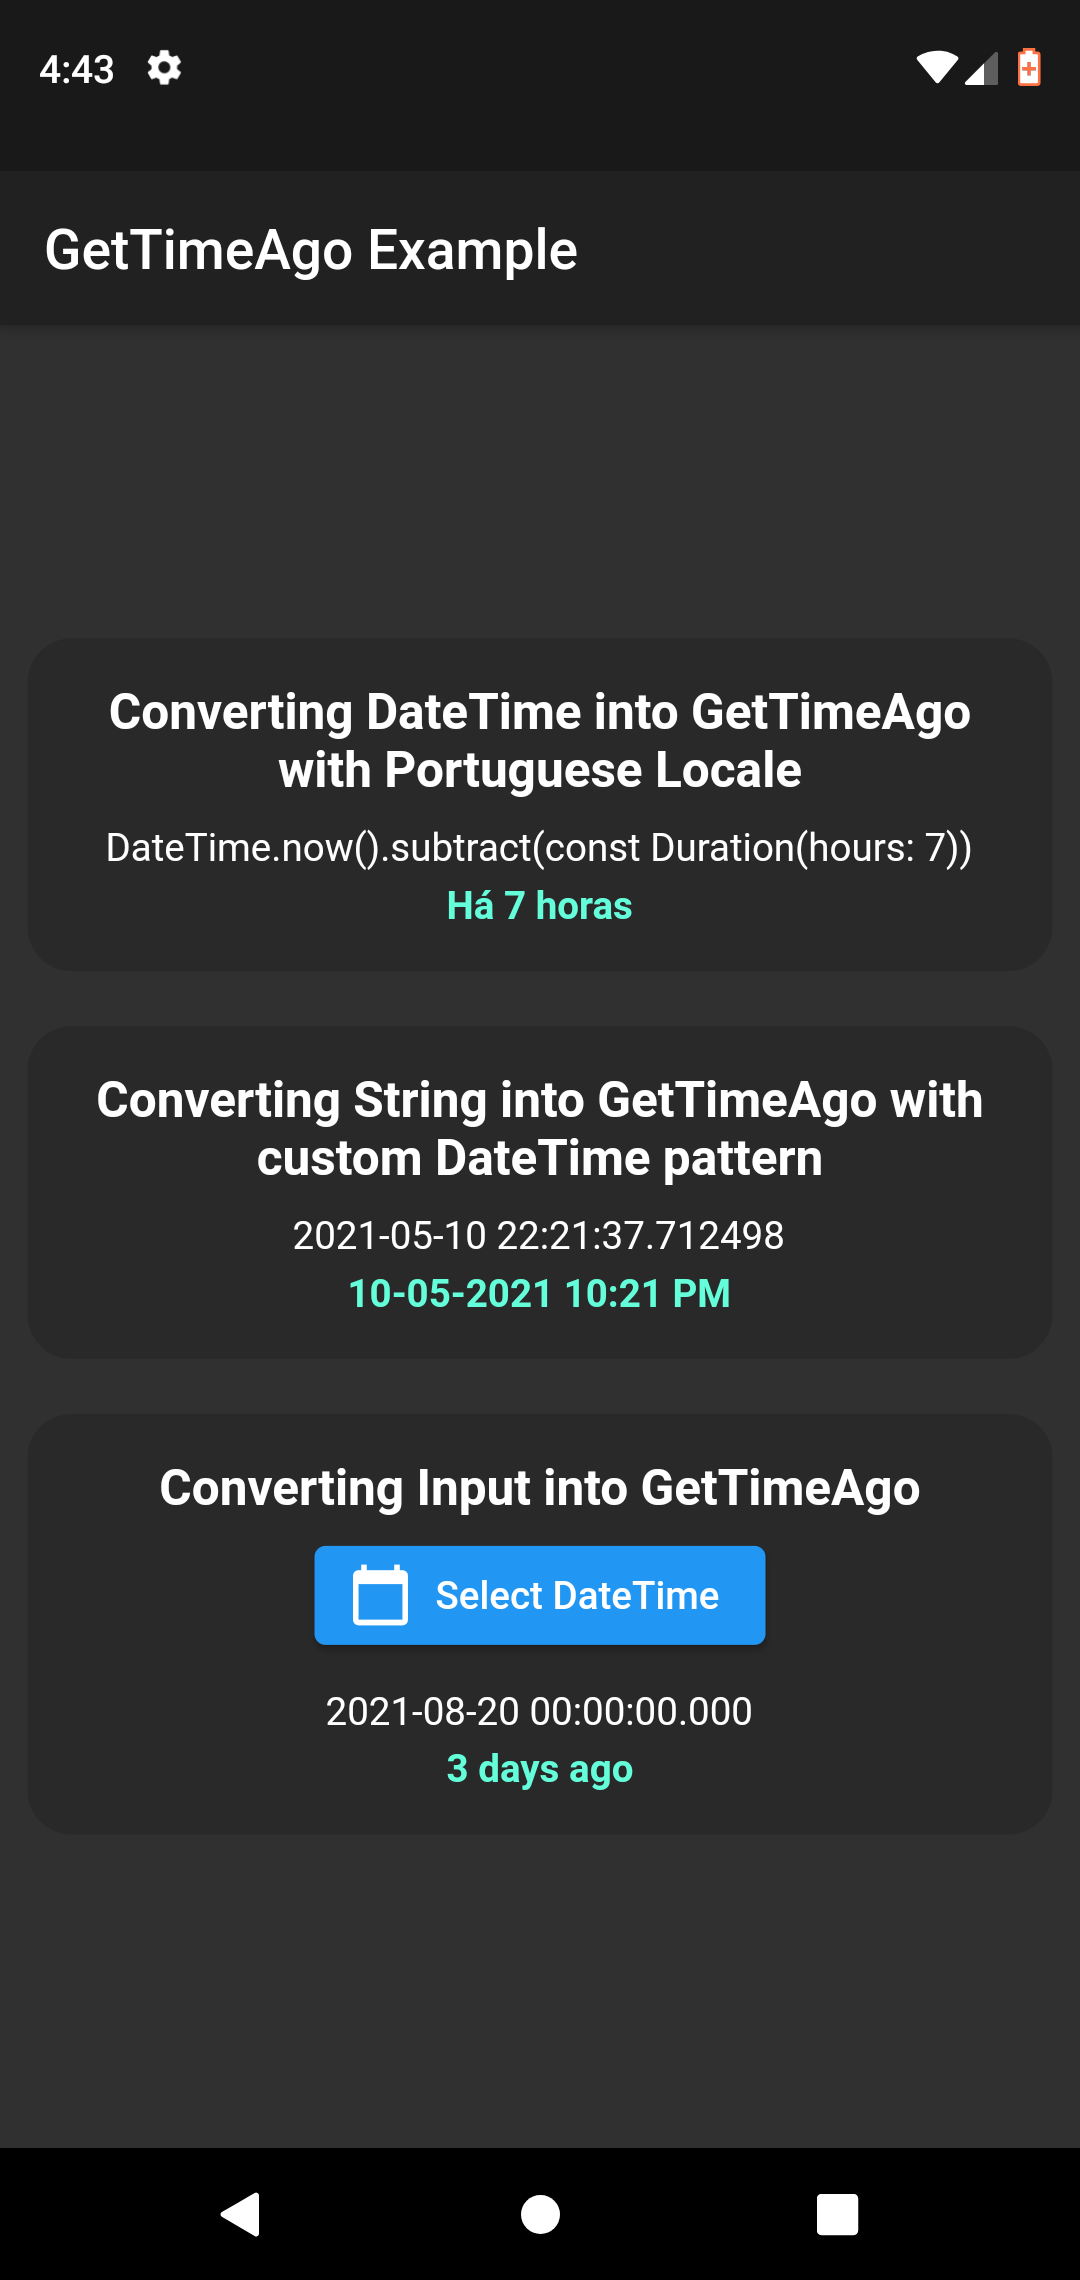 4:43
GetTimeAgo Example
Converting DateTime into GetTimeAgo
with Portuguese Locale
DateTime.now().subtract(const Duration(hours: 7))
Há 7 horas
Converting String into GetTimeAgo with
custom DateTime pattern
2021-05-10 22:21:37.712498
10-05-2021 10:21 PM
Converting Input into GetTimeAgo
Select DateTime
2021-08-20 00:00:00.000
3 days ago